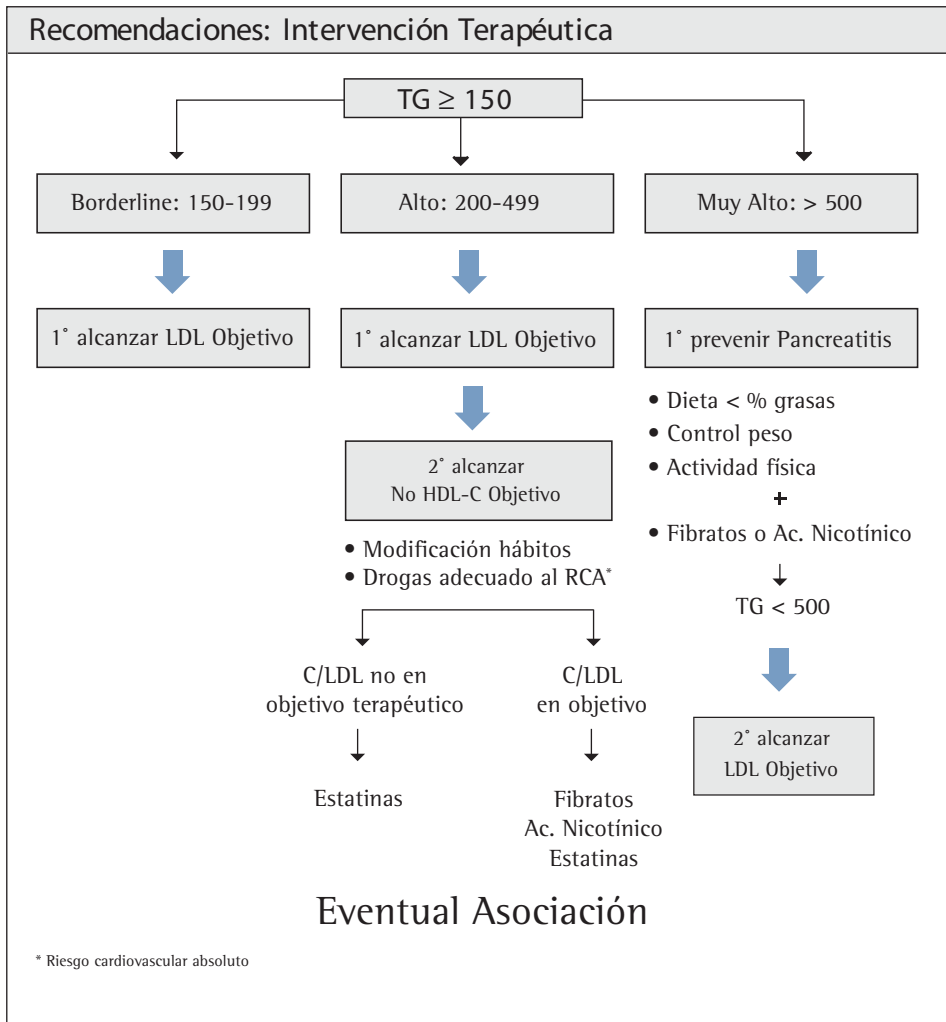 Recomendaciones: Intervención Terapéutica
TG ≥ 150
Borderline: 150-199
Alto: 200-499
Muy Alto: > 500
1° alcanzar LDL Objetivo
1° alcanzar LDL Objetivo
1° prevenir Pancreatitis
2° alcanzar
No HDL-C Objetivo
• Modificación hábitos
• Drogas adecuado al RCA*
• Dieta < % grasas
• Control peso
• Actividad física
+
• Fibratos o Ac. Nicotínico
TG < 500
C/LDL no en
objetivo terapéutico
C/LDL
en objetivo
2° alcanzar
LDL Objetivo
Estatinas
Fibratos
Ac. Nicotínico
Estatinas
Eventual Asociación
* Riesgo cardiovascular absoluto